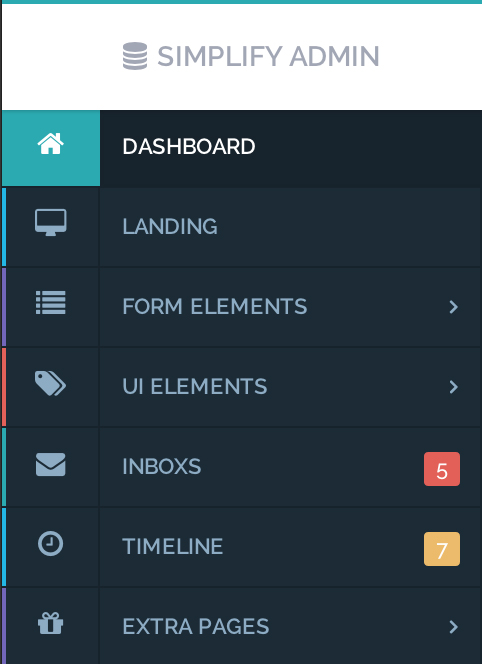 SIMPLIFY ADMIN
DASHBOARD
LANDING
FORM ELEMENTS
UI ELEMENTS
INBOXS 5
TIMELINE 7
EXTRA PAGES